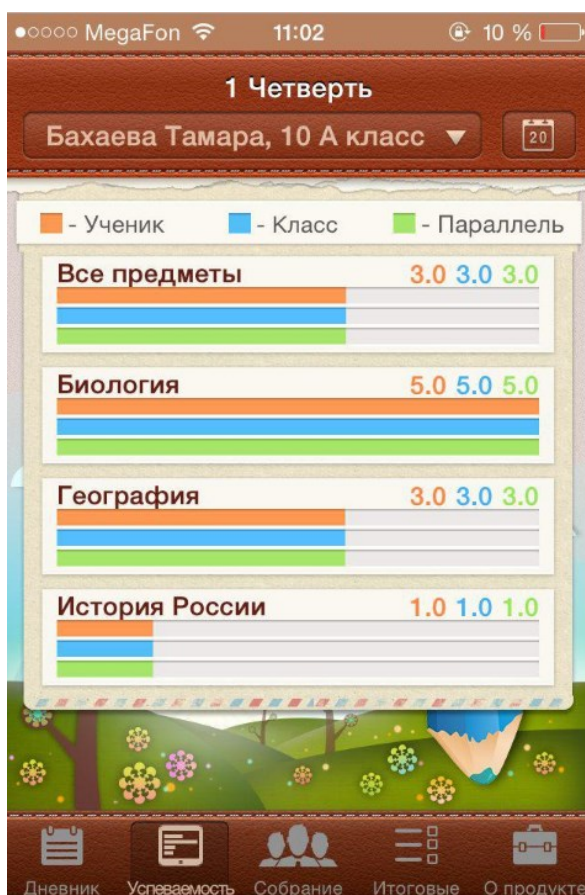 MegaFon 11:02 10 %
1 Четверть
Бахаева Тамара, 10 А класс
20
- Ученик - Класс - Параллель
Все предметы 3.0 3.0 3.0
Биология 5.0 5.0 5.0
География 3.0 3.0 3.0
История России 1.0 1.0 1.0
Дневник Успеваемость Собрание Итоговые О продукте